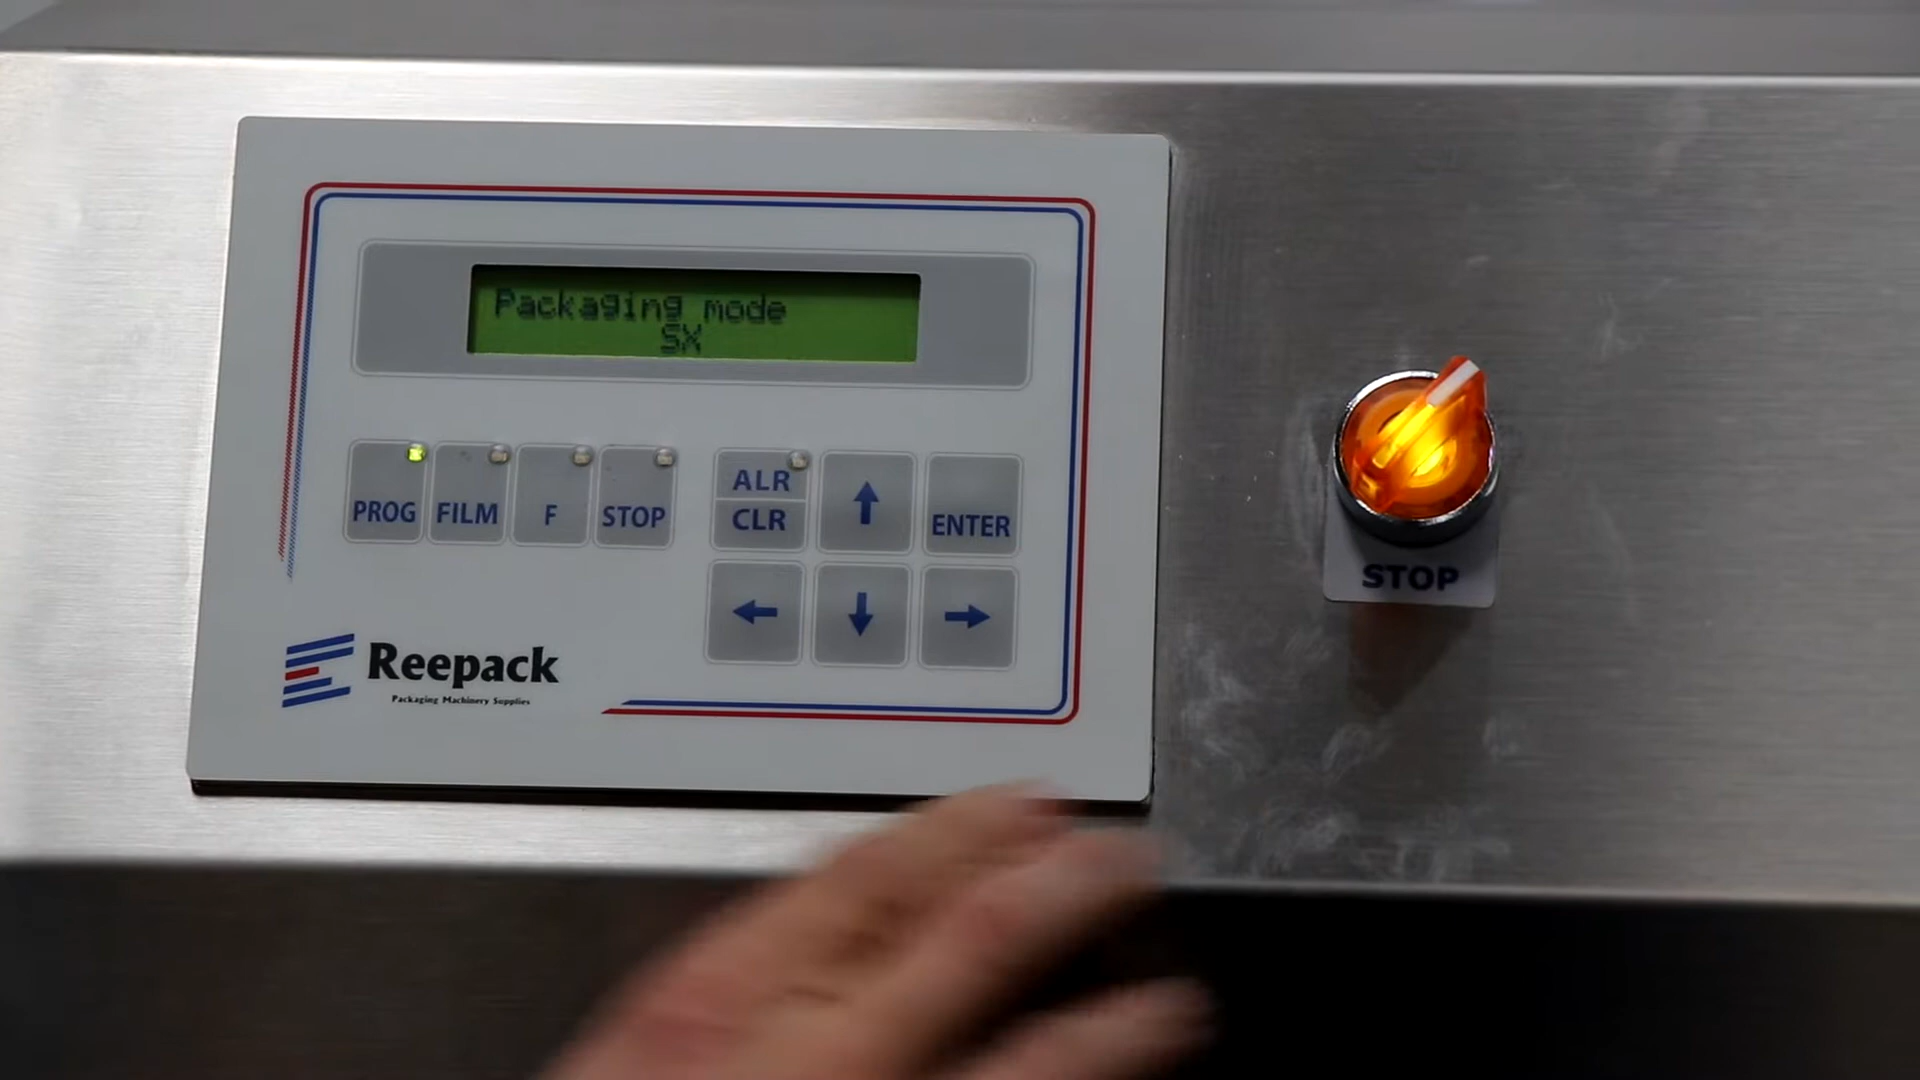 Packaging mode
SX
PROG
FILM
F
STOP
ALR
CLR
ENTER
STOP
Reepack
Packaging Machinery Supplies